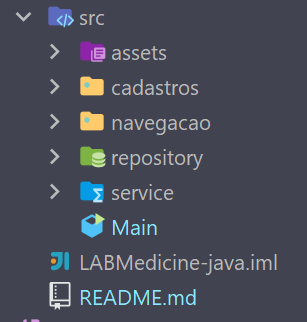 src
assets
cadastros
navegacao
repository
service
Main
LABMedicine-java.iml
README.md